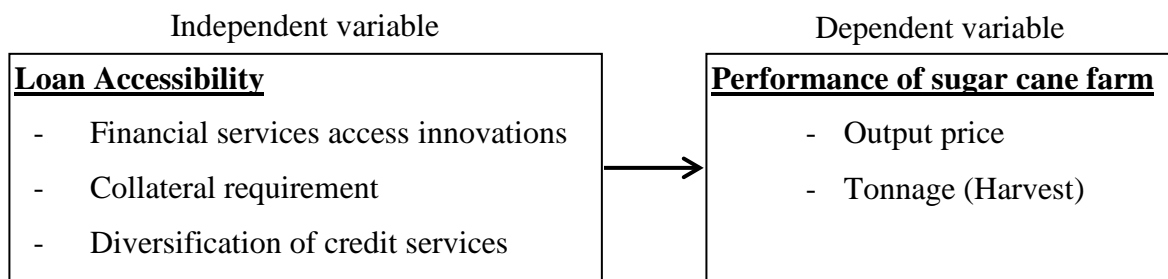 Independent variable
Dependent variable
Loan Accessibility
- Financial services access innovations
- Collateral requirement
- Diversification of credit services
Performance of sugar cane farm
- Output price
- Tonnage (Harvest)